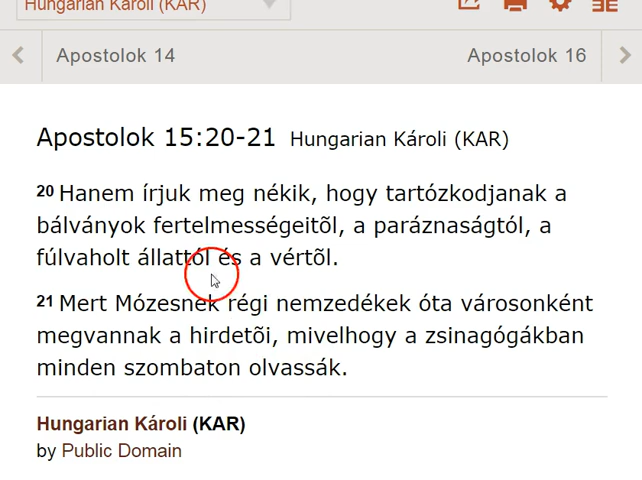 Hungarian Károli (KAR)
Apostolok 14
Apostolok 16
Apostolok 15:20-21 Hungarian Károli (KAR)
20 Hanem írjuk meg nékik, hogy tartózkodjanak a
bálványok fertelmességeitõl, a paráznaságtól, a
fúlvaholt állattól és a vértõl.
21 Mert Mózesnek régi nemzedékek óta városonként
megvannak a hirdetõi, mivelhogy a zsinagógákban
minden szombaton olvassák.
Hungarian Károli (KAR)
by Public Domain